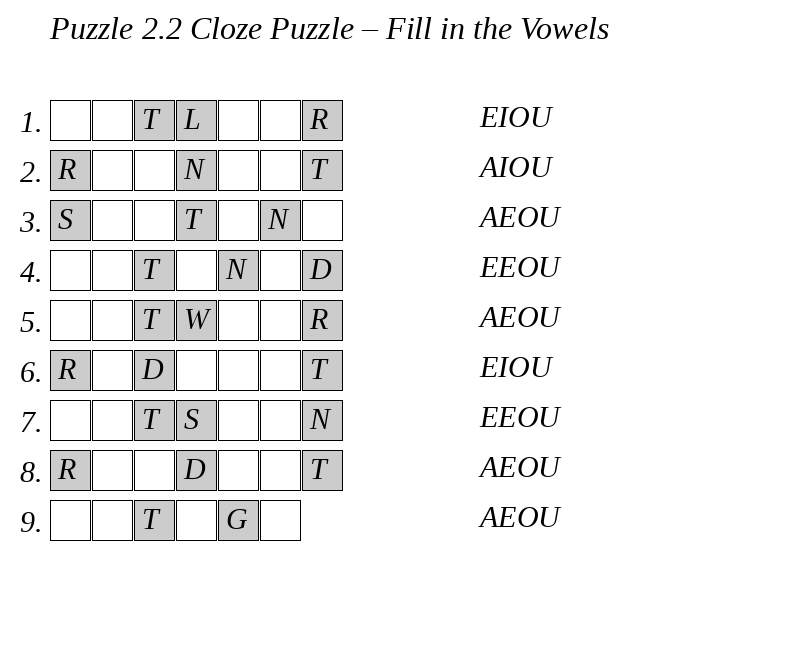 Puzzle 2.2 Cloze Puzzle – Fill in the Vowels
1. T L R EIOU
2. R N T AIOU
3. S T N AEOU
4. T N D EEOU
5. T W R AEOU
6. R D T EIOU
7. T S N EEOU
8. R D T AEOU
9. T G AEOU